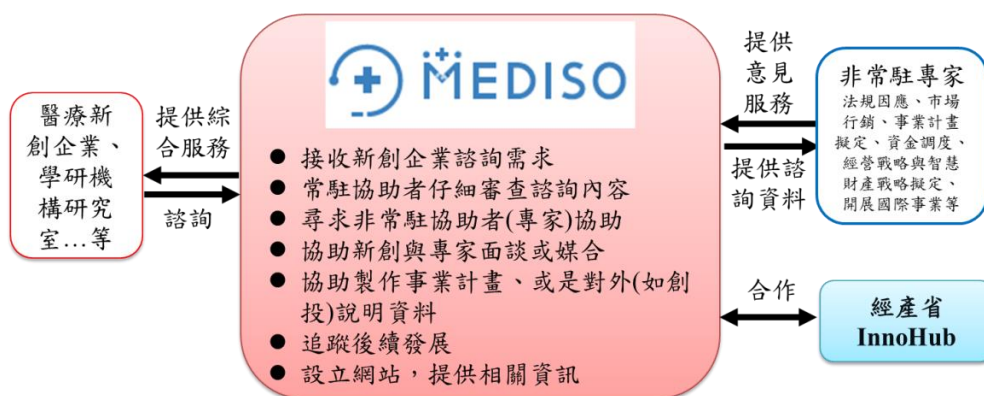 醫療新
創企業、
學研機
構研究
室…等
提供綜
合服務
諮詢
MEDISO
● 接收新創企業諮詢需求
● 常駐協助者仔細審查諮詢內容
● 尋求非常駐協助者(專家)協助
● 協助新創與專家面談或媒合
● 協助製作事業計畫、或是對外(如創
投)說明資料
● 追蹤後續發展
● 設立網站，提供相關資訊
提供
意見
服務
提供諮
詢資料
非常駐專家
法規因應、市場
行銷、事業計畫
擬定、資金調度、
經營戰略與智慧
財產戰略擬定、
開展國際事業等
合作
經產省
InnoHub